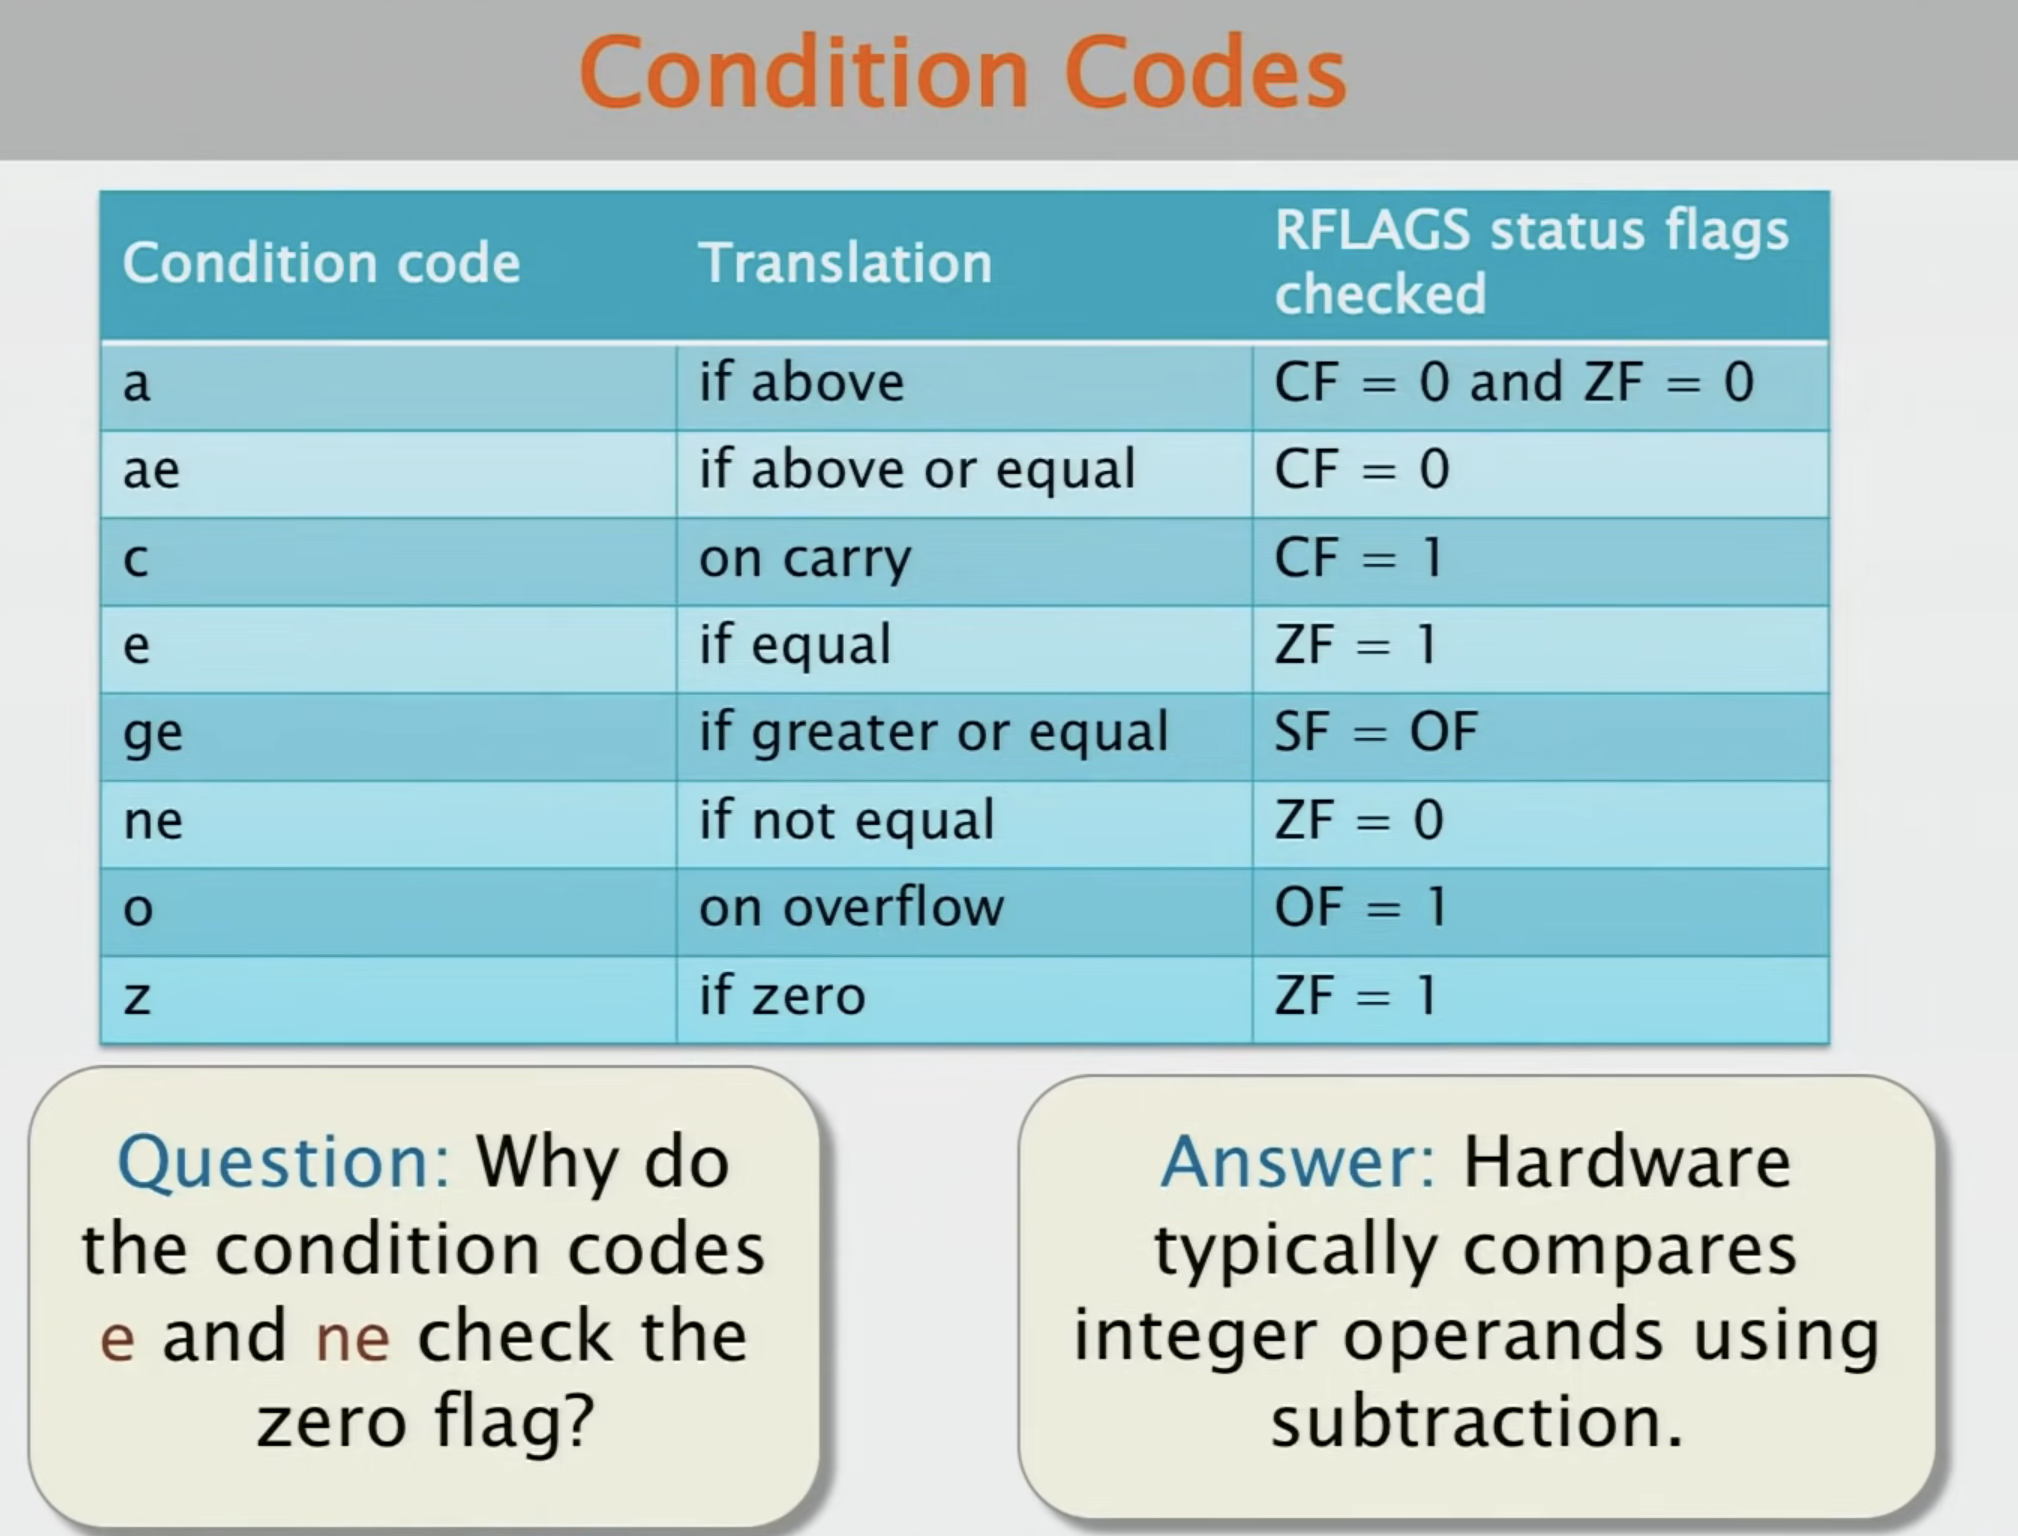 Condition Codes
Condition code Translation RFLAGS status flags checked
a if above CF = 0 and ZF = 0
ae if above or equal CF = 0
c on carry CF = 1
e if equal ZF = 1
ge if greater or equal SF = OF
ne if not equal ZF = 0
o on overflow OF = 1
z if zero ZF = 1
Question: Why do
the condition codes
e and ne check the
zero flag?
Answer: Hardware
typically compares
integer operands using
subtraction.